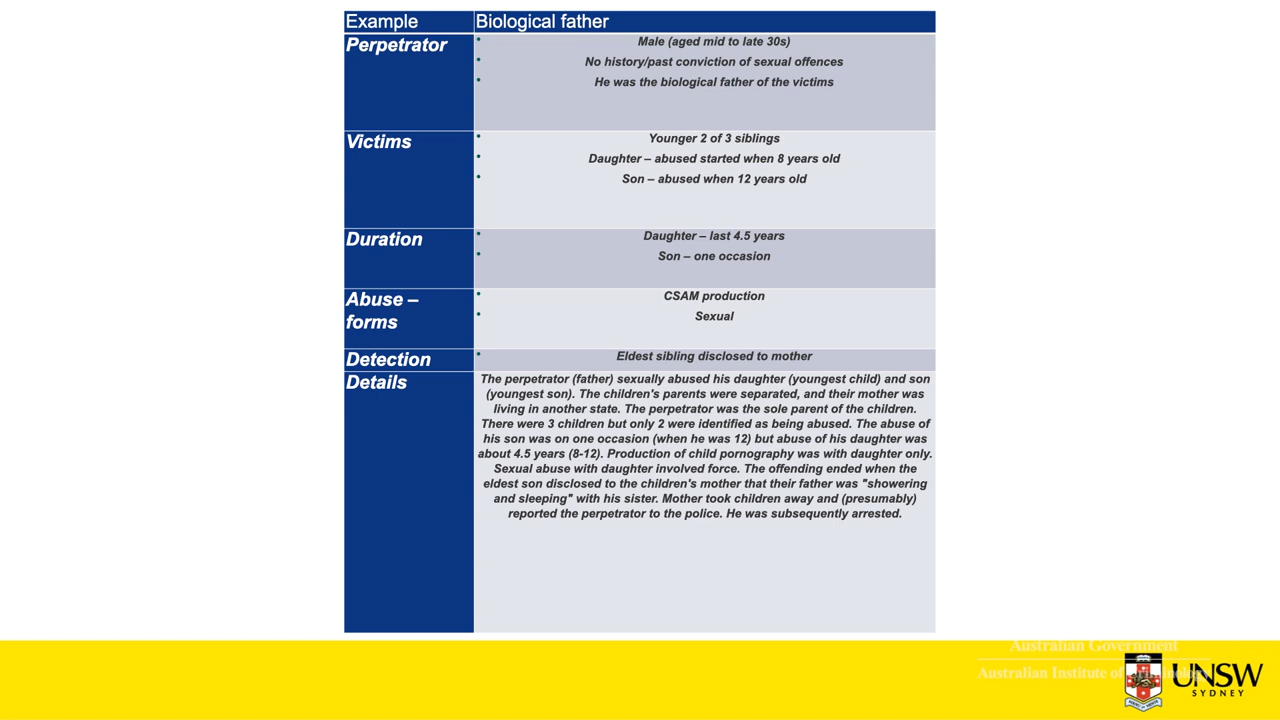 Example
Biological father
Perpetrator
• Male (aged mid to late 30s)
• No history/past conviction of sexual offences
• He was the biological father of the victims
Victims
• Younger 2 of 3 siblings
• Daughter – abused started when 8 years old
• Son – abused when 12 years old
Duration
• Daughter – last 4.5 years
• Son – one occasion
Abuse –
forms
• CSAM production
• Sexual
Detection
• Eldest sibling disclosed to mother
Details
The perpetrator (father) sexually abused his daughter (youngest child) and son
(youngest son). The children's parents were separated, and their mother was
living in another state. The perpetrator was the sole parent of the children.
There were 3 children but only 2 were identified as being abused. The abuse of
his son was on one occasion (when he was 12) but abuse of his daughter was
about 4.5 years (8-12). Production of child pornography was with daughter only.
Sexual abuse with daughter involved force. The offending ended when the
eldest son disclosed to the children's mother that their father was "showering
and sleeping" with his sister. Mother took children away and (presumably)
reported the perpetrator to the police. He was subsequently arrested.
Australian Government
Australian Institute of
UNSW
SYDNEY